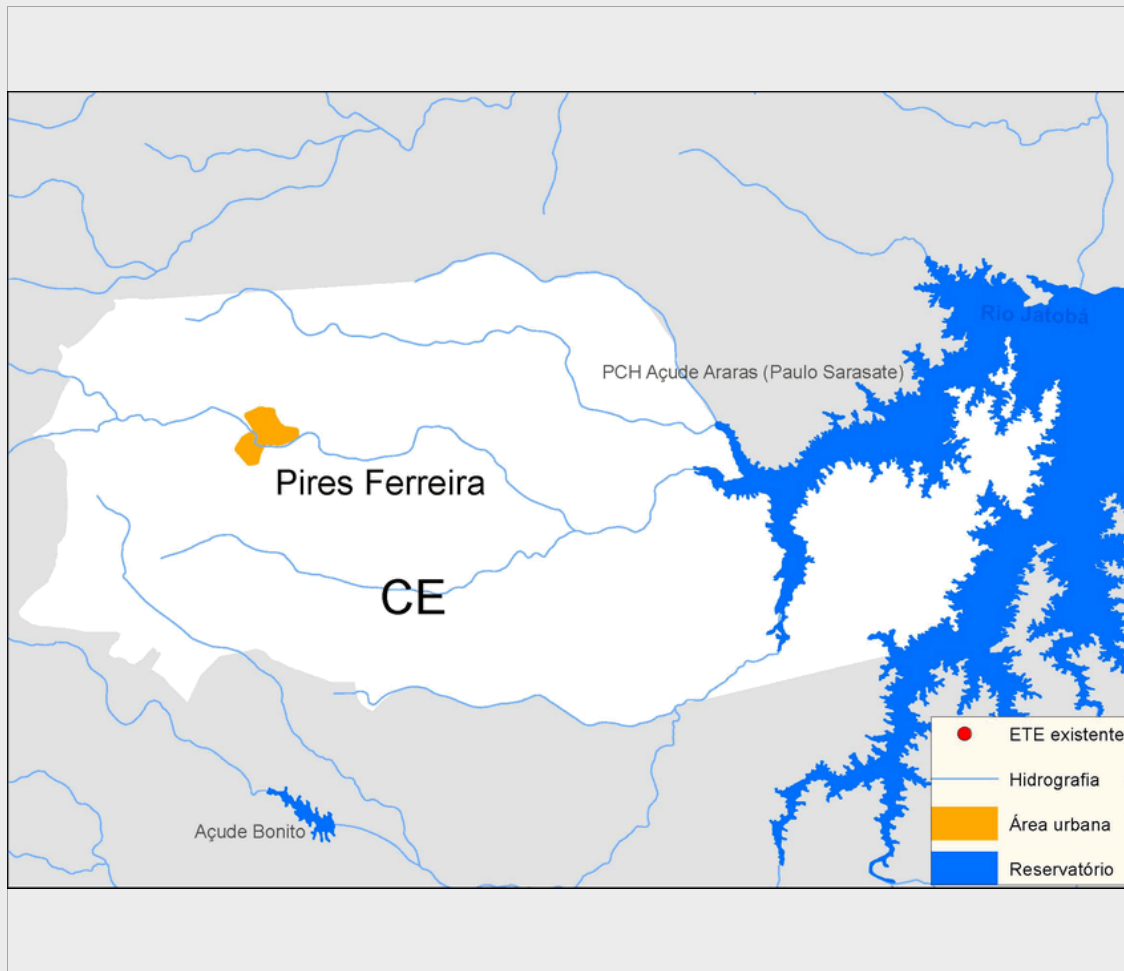 Rio Jatobá
PCH Açude Araras (Paulo Sarasate)
Pires Ferreira
CE
Açude Bonito
ETE existente
Hidrografia
Área urbana
Reservatório